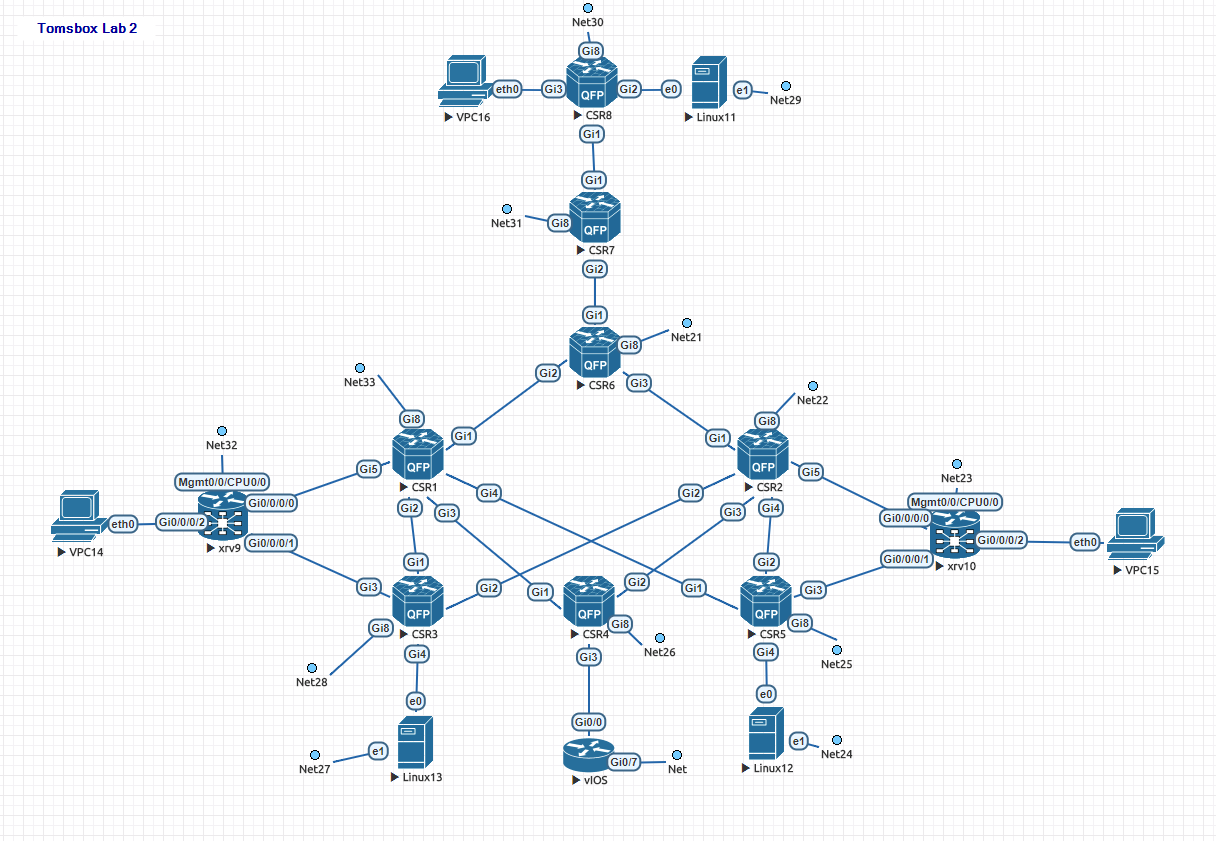 Tomsbox Lab 2
Net30
Gi8
eth0
Gi3
QFP
Gi2
e0
e1
Net29
VPC16
CSR8
Linux11
Gi1
Gi1
Net31
Gi8
QFP
CSR7
Gi2
Gi1
Net21
Gi8
QFP
CSR6
Gi2
Gi3
Net33
Net22
Gi8
Gi8
Net32
Gi1
Gi1
QFP
QFP
Gi5
Gi5
Net23
Mgmt0/0/CPU0/0
CSR1
CSR2
Gi4
Gi2
Mgmt0/0/CPU0/0
Gi0/0/0/0
Gi2
Gi3
Gi3
Gi4
Gi0/0/0/0
eth0
Gi0/0/0/2
VPC14
xrv9
Gi0/0/0/1
Gi0/0/0/2
eth0
Gi0/0/0/1
xrv10
VPC15
Gi1
Gi2
Gi3
Gi2
Gi1
Gi2
Gi1
Gi3
QFP
QFP
QFP
Gi8
CSR3
CSR4
Gi8
CSR5
Gi8
Net26
Net25
Gi4
Gi3
Gi4
Net28
e0
e0
Gi0/0
e1
Net27
Linux13
vIOS
Gi0/7
Net
Linux12
e1
Net24